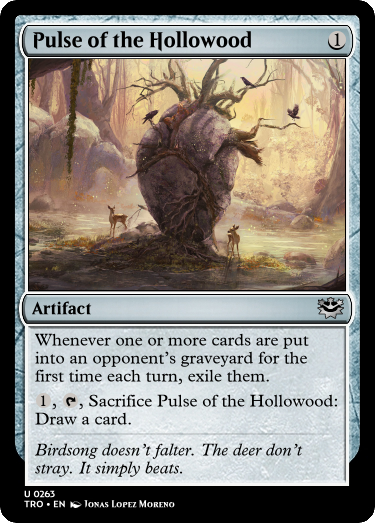 Pulse of the Hollowood 1
Artifact
Whenever one or more cards are put
into an opponent's graveyard for the
first time each turn, exile them.
1, , Sacrifice Pulse of the Hollowood:
Draw a card.
Birdsong doesn't falter. The deer don't
stray. It simply beats.
U 0263
TRO • EN Jonas Lopez Moreno